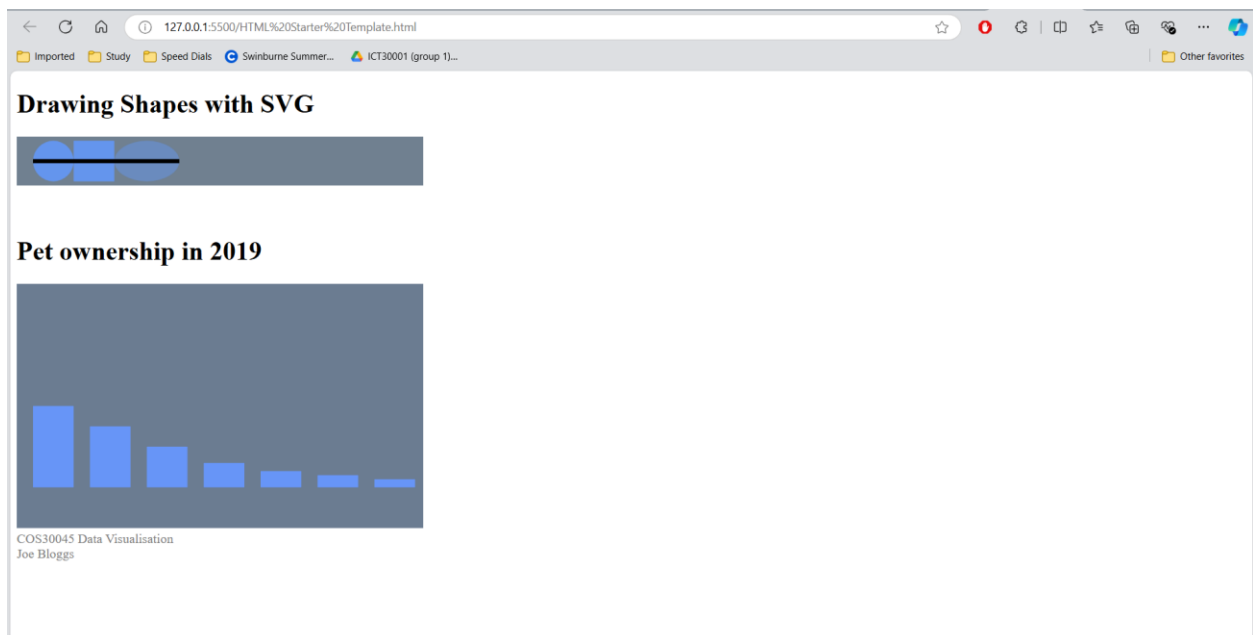 127.0.0.1:5500/HTML%20Starter%20Template.html
Imported Study Speed Dials Swinburne Summer... ICT30001 (group 1)... Other favorites
Drawing Shapes with SVG
Pet ownership in 2019
COS30045 Data Visualisation
Joe Bloggs